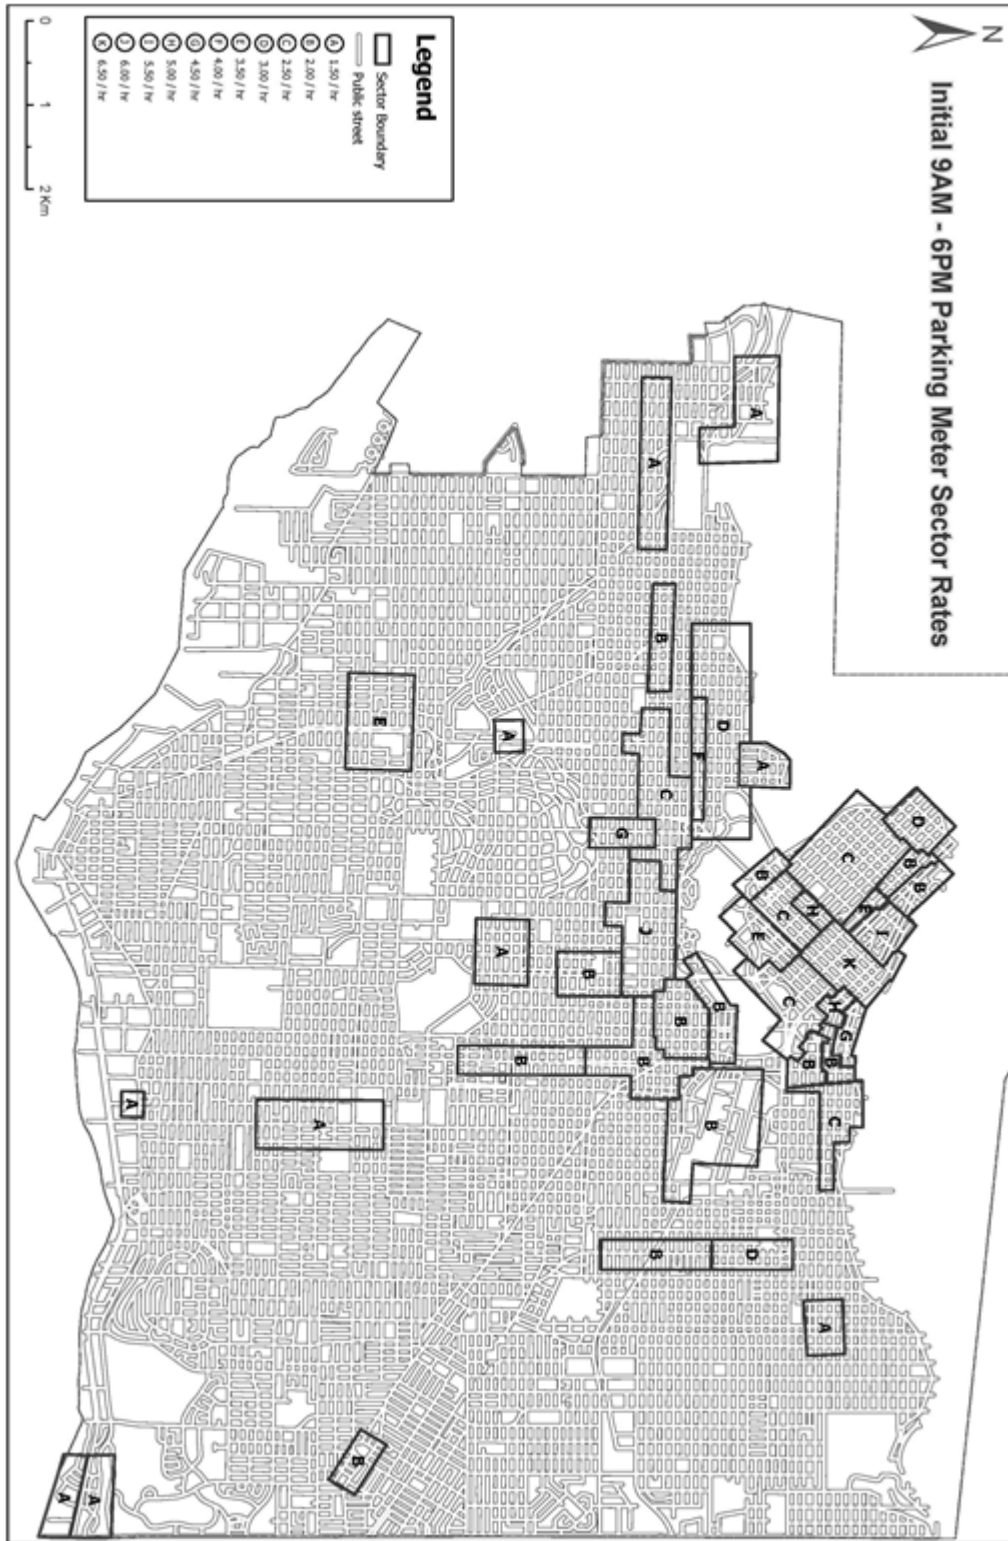 N
Initial 9AM - 6PM Parking Meter Sector Rates
D
B
B
I
E
K
C
G
H
C
B
H
A
B
C
C
A
B
E
A
D
D
B
B
F
B
C
B
B
A
B
J
G
B
B
A
A
E
B
A
A
A
A
Legend
Sector Boundary
Public street
A 1.50 / hr
B 2.00 / hr
C 2.50 / hr
D 3.00 / hr
E 3.50 / hr
F 4.00 / hr
G 4.50 / hr
H 5.00 / hr
I 5.50 / hr
J 6.00 / hr
K 6.50 / hr
0 1 2 Km